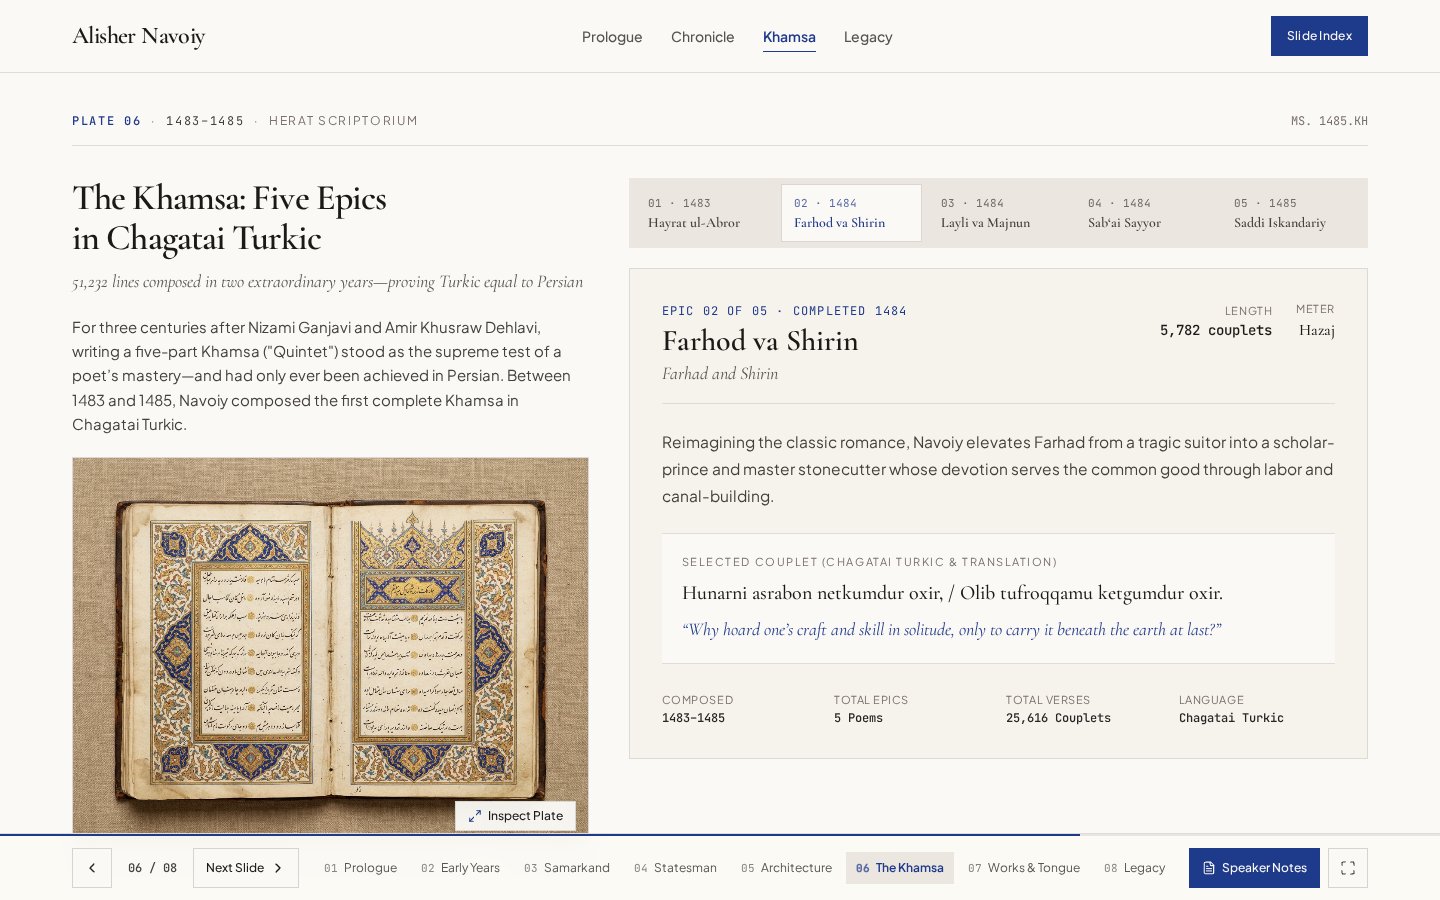 Alisher Navoiy
Prologue
Chronicle
Khamsa
Legacy
Slide Index
PLATE 06 · 1483–1485 · HERAT SCRIPTORIUM
MS. 1485.KH
The Khamsa: Five Epics
in Chagatai Turkic
51,232 lines composed in two extraordinary years—proving Turkic equal to Persian
For three centuries after Nizami Ganjavi and Amir Khusraw Dehlavi,
writing a five-part Khamsa ("Quintet") stood as the supreme test of a
poet’s mastery—and had only ever been achieved in Persian. Between
1483 and 1485, Navoiy composed the first complete Khamsa in
Chagatai Turkic.
Inspect Plate
01 · 1483
Hayrat ul-Abror
02 · 1484
Farhod va Shirin
03 · 1484
Layli va Majnun
04 · 1484
Sab‘ai Sayyor
05 · 1485
Saddi Iskandariy
EPIC 02 OF 05 · COMPLETED 1484
Farhod va Shirin
Farhad and Shirin
LENGTH
5,782 couplets
METER
Hazaj
Reimagining the classic romance, Navoiy elevates Farhad from a tragic suitor into a scholar-
prince and master stonecutter whose devotion serves the common good through labor and
canal-building.
SELECTED COUPLET (CHAGATAI TURKIC & TRANSLATION)
Hunarni asrabon netkumdur oxir, / Olib tufroqqamu ketgumdur oxir.
“Why hoard one’s craft and skill in solitude, only to carry it beneath the earth at last?”
COMPOSED
1483–1485
TOTAL EPICS
5 Poems
TOTAL VERSES
25,616 Couplets
LANGUAGE
Chagatai Turkic
06 / 08
Next Slide
01 Prologue
02 Early Years
03 Samarkand
04 Statesman
05 Architecture
06 The Khamsa
07 Works & Tongue
08 Legacy
Speaker Notes